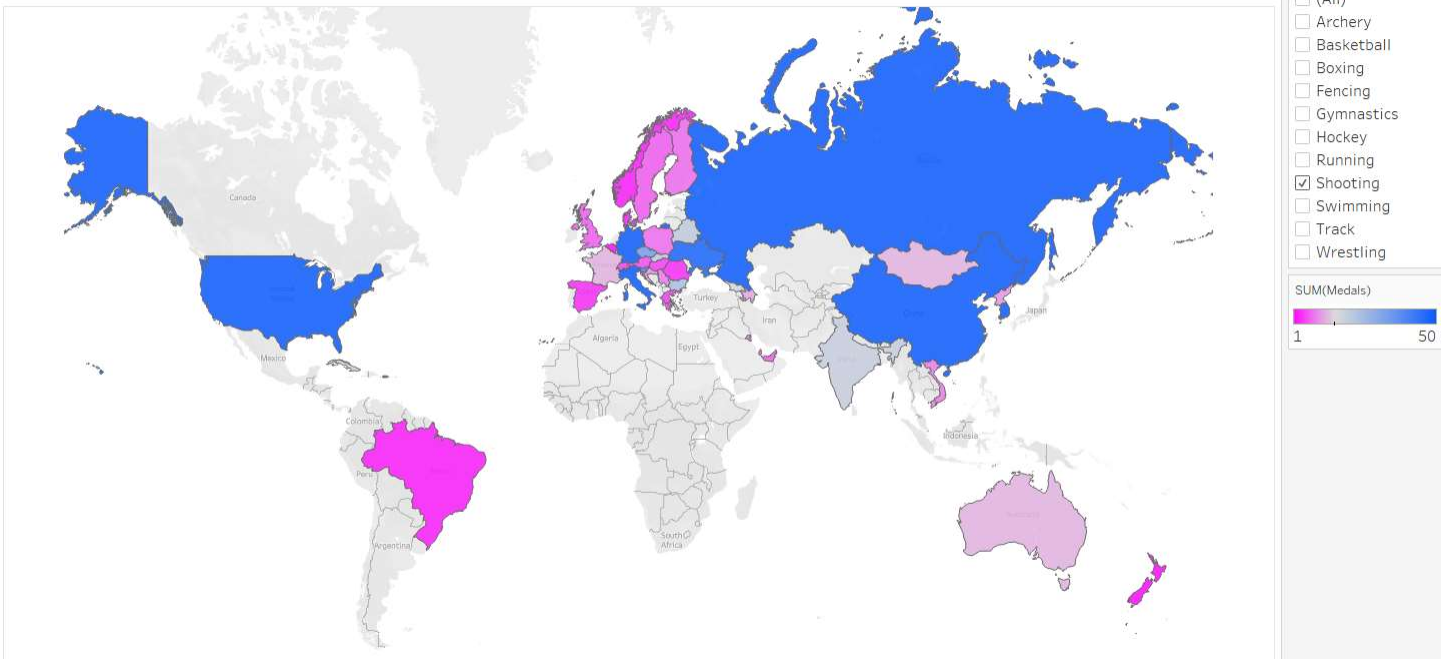 (All)
Archery
Basketball
Boxing
Fencing
Gymnastics
Hockey
Running
Shooting
Swimming
Track
Wrestling
SUM(Medals)
1 50
Canada
Mexico
Colombia
Peru
Argentina
Algeria
Egypt
Turkey
Iran
South
Africa
China
Japan
Indonesia